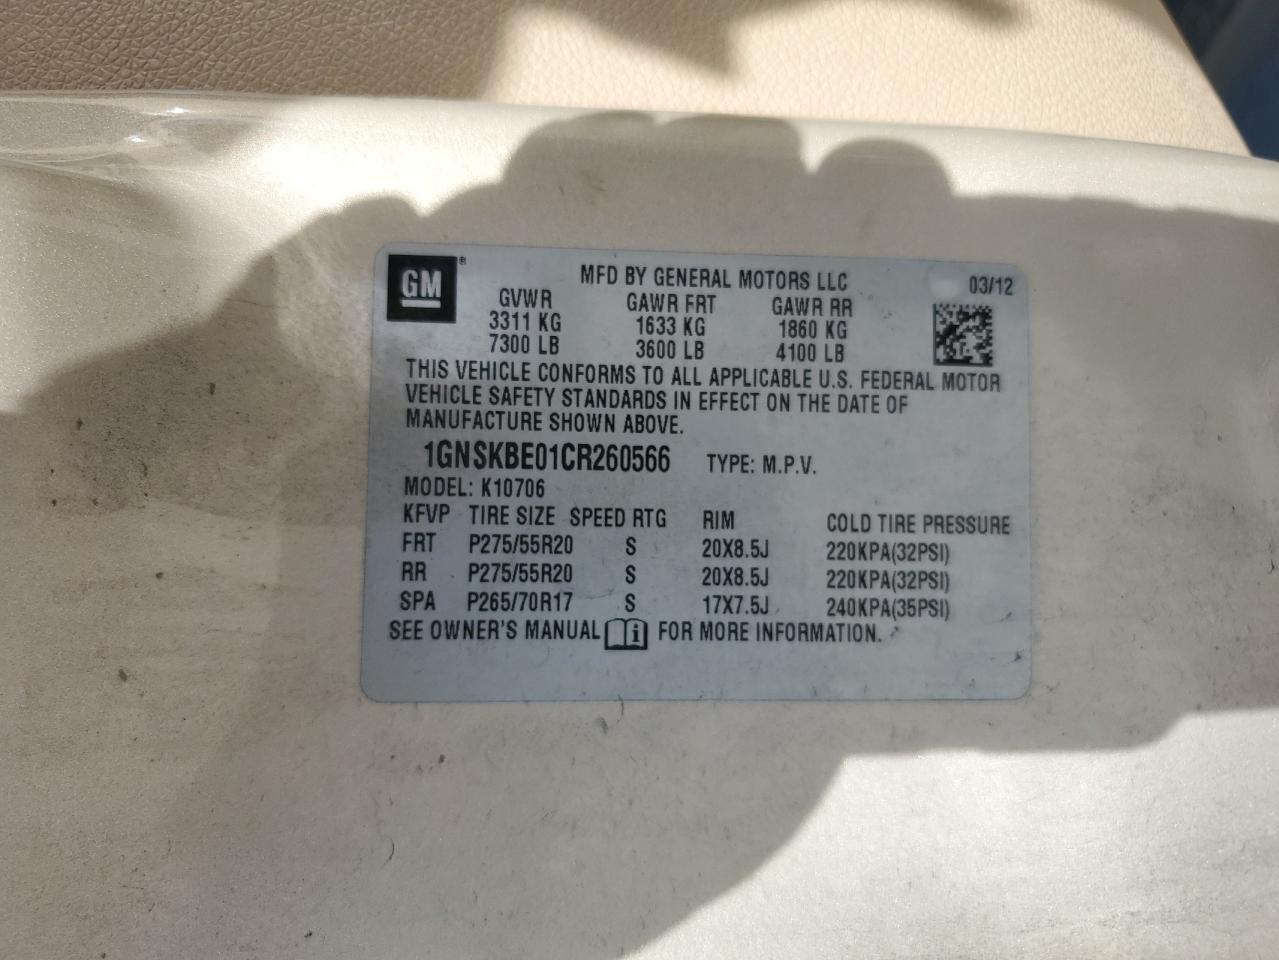 GM®
MFD BY GENERAL MOTORS LLC 03/12
GVWR GAWR FRT GAWR RR
3311 KG 1633 KG 1860 KG
7300 LB 3600 LB 4100 LB
THIS VEHICLE CONFORMS TO ALL APPLICABLE U.S. FEDERAL MOTOR
VEHICLE SAFETY STANDARDS IN EFFECT ON THE DATE OF
MANUFACTURE SHOWN ABOVE.
1GNSKBE01CR260566 TYPE: M.P.V.
MODEL: K10706
KFVP TIRE SIZE SPEED RTG RIM COLD TIRE PRESSURE
FRT P275/55R20 S 20X8.5J 220KPA(32PSI)
RR P275/55R20 S 20X8.5J 220KPA(32PSI)
SPA P265/70R17 S 17X7.5J 240KPA(35PSI)
SEE OWNER'S MANUAL i FOR MORE INFORMATION.